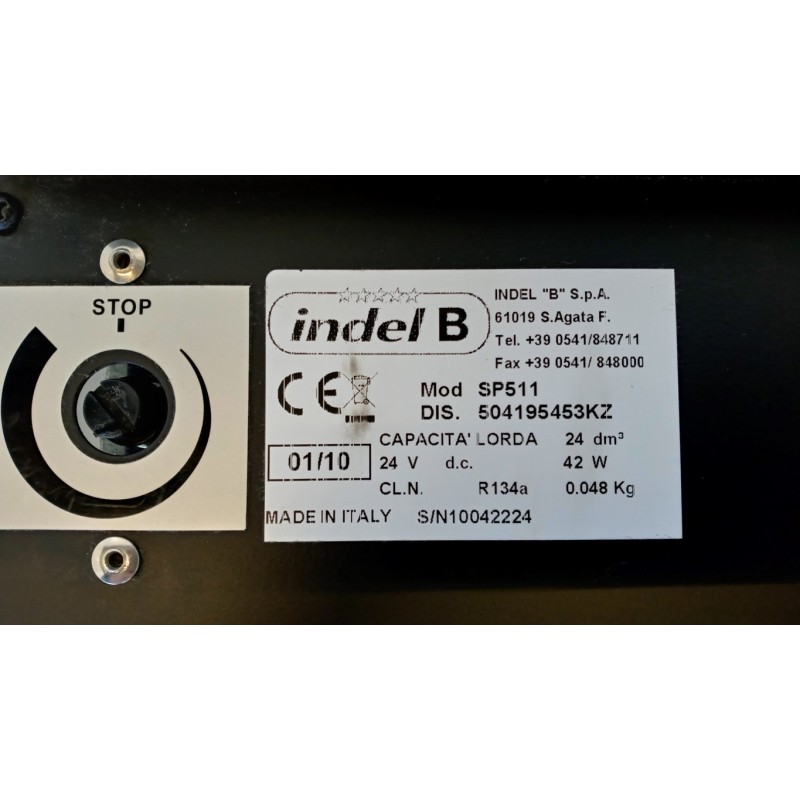 STOP
indel B
INDEL "B" S.p.A.
61019 S.Agata F.
Tel. +39 0541/848711
Fax +39 0541/ 848000
CE
Mod SP511
DIS. 504195453KZ
CAPACITA' LORDA 24 dm³
01/10
24 V d.c. 42 W
CL.N. R134a 0.048 Kg
MADE IN ITALY S/N10042224